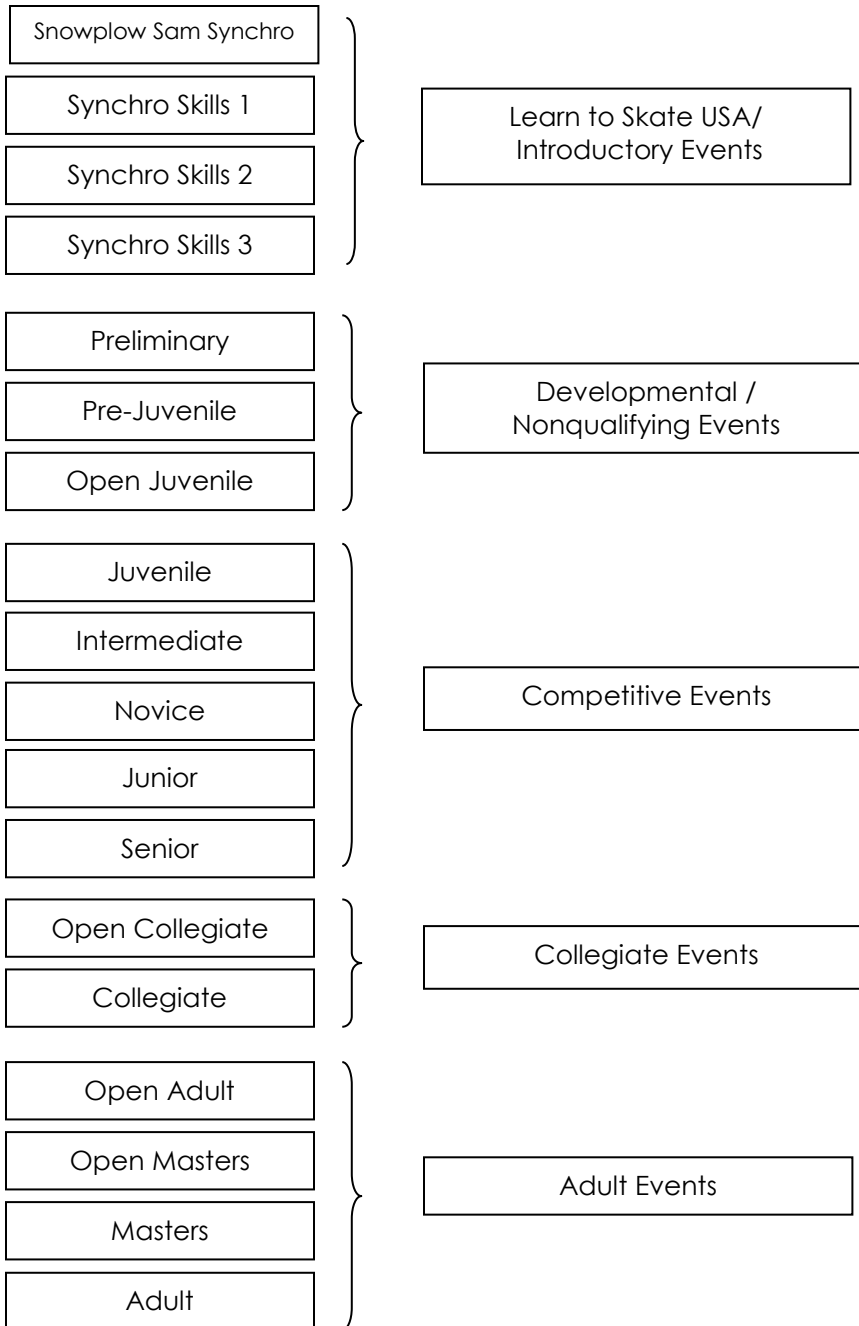 Snowplow Sam Synchro
Synchro Skills 1
Synchro Skills 2
Synchro Skills 3
Learn to Skate USA/
Introductory Events
Preliminary
Pre-Juvenile
Open Juvenile
Developmental /
Nonqualifying Events
Juvenile
Intermediate
Novice
Junior
Senior
Competitive Events
Open Collegiate
Collegiate
Collegiate Events
Open Adult
Open Masters
Masters
Adult
Adult Events